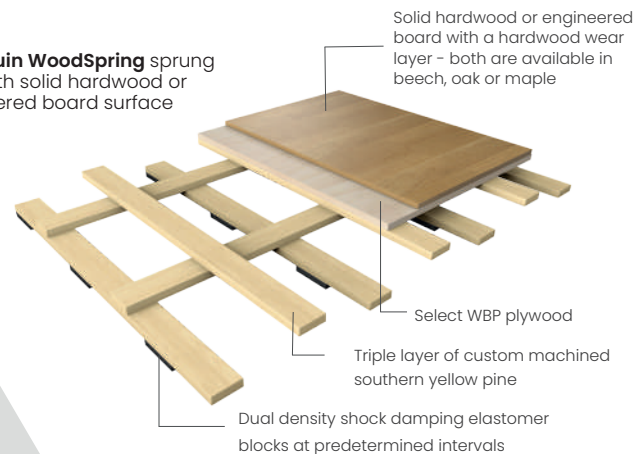 uin WoodSpring sprung
th solid hardwood or
ered board surface
Solid hardwood or engineered
board with a hardwood wear
layer - both are available in
beech, oak or maple
Select WBP plywood
Triple layer of custom machined
southern yellow pine
Dual density shock damping elastomer
blocks at predetermined intervals